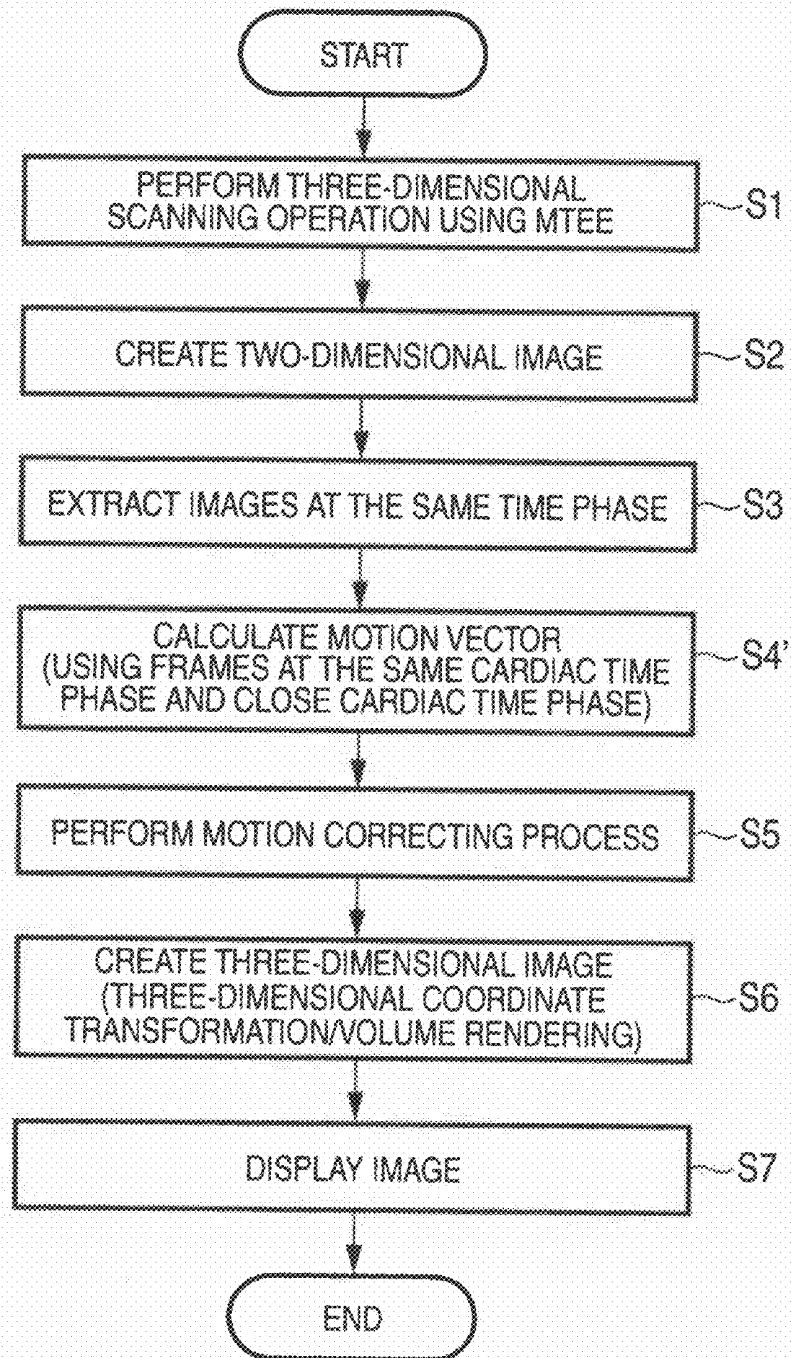 START
PERFORM THREE-DIMENSIONAL
SCANNING OPERATION USING MTEE
S1
CREATE TWO-DIMENSIONAL IMAGE
S2
EXTRACT IMAGES AT THE SAME TIME PHASE
S3
CALCULATE MOTION VECTOR
(USING FRAMES AT THE SAME CARDIAC TIME
PHASE AND CLOSE CARDIAC TIME PHASE)
S4'
PERFORM MOTION CORRECTING PROCESS
S5
CREATE THREE-DIMENSIONAL IMAGE
(THREE-DIMENSIONAL COORDINATE
TRANSFORMATION/VOLUME RENDERING)
S6
DISPLAY IMAGE
S7
END